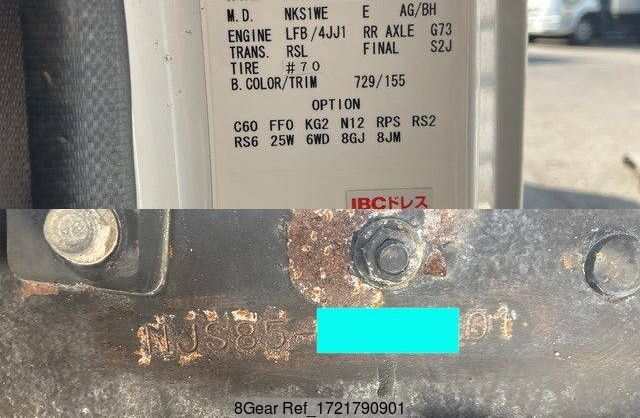 M.D. NKS1WE E AG/BH
ENGINE LFB/4JJ1 RR AXLE G73
TRANS. RSL FINAL S2J
TIRE #70
B.COLOR/TRIM 729/155
OPTION
C60 FF0 KG2 N12 RPS RS2
RS6 25W 6WD 8GJ 8JM
IBCドレス
NJS85- 01
8Gear Ref_1721790901